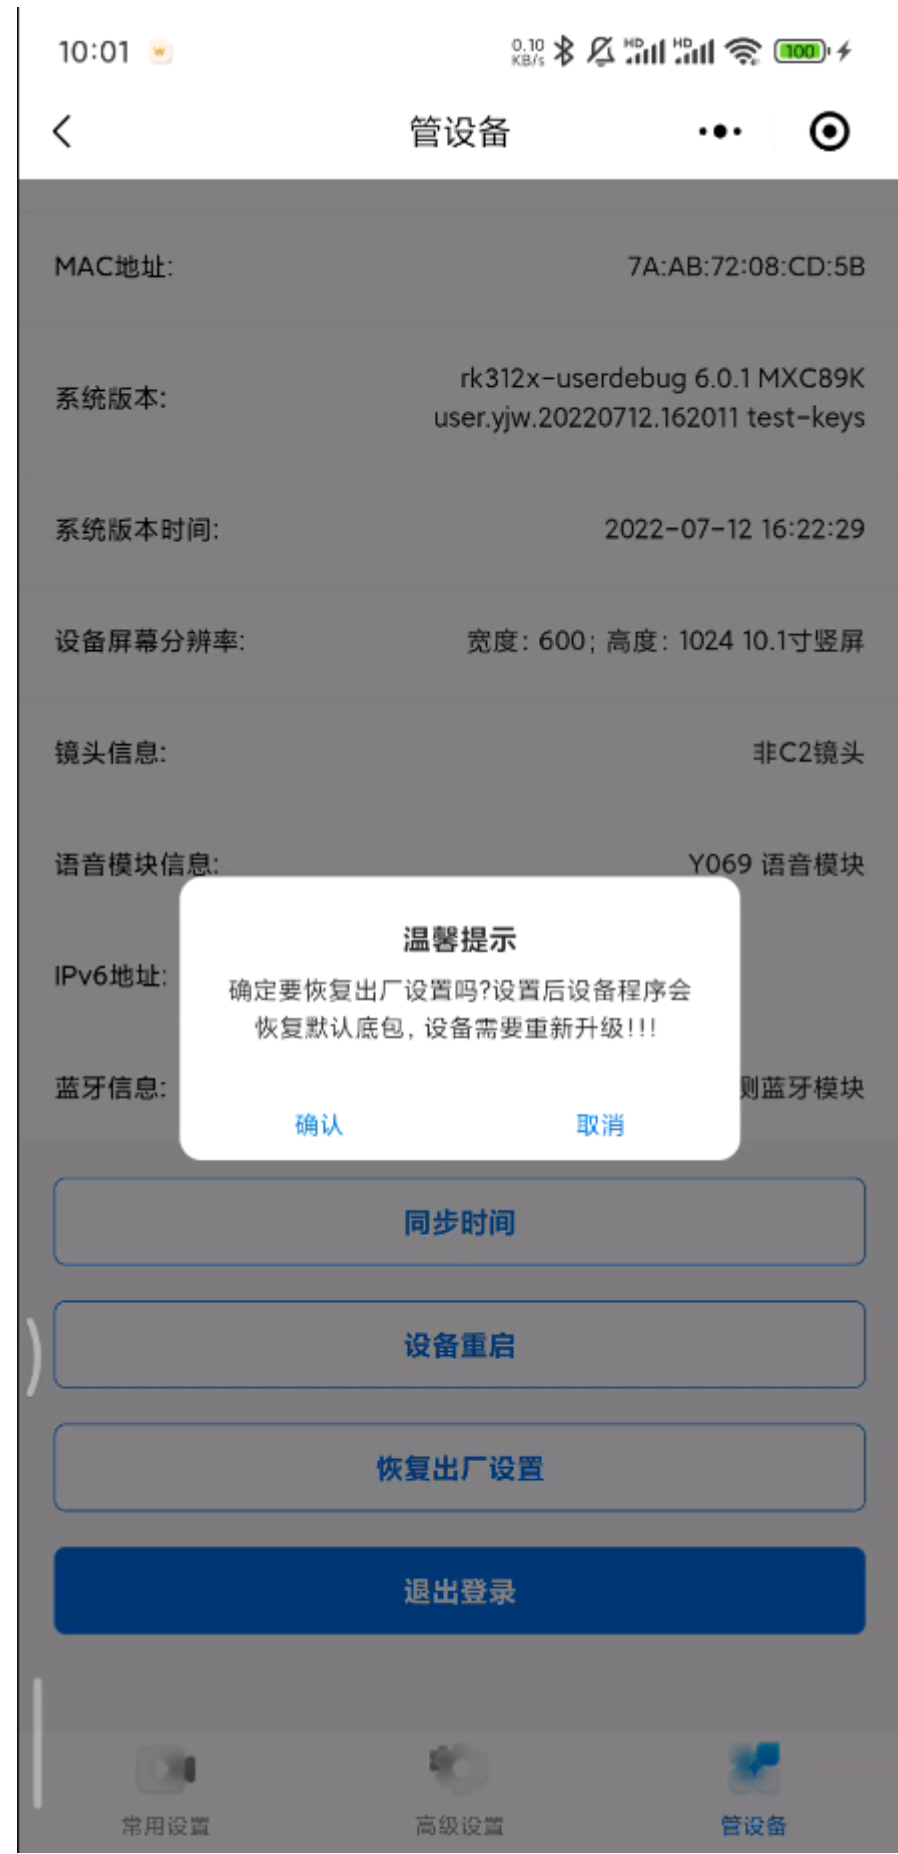 10:01
0.10
KB/s
HD
HD
100
管设备
MAC地址:
7A:AB:72:08:CD:5B
系统版本:
rk312x-userdebug 6.0.1 MXC89K
user.yjw.20220712.162011 test-keys
系统版本时间:
2022-07-12 16:22:29
设备屏幕分辨率:
宽度: 600; 高度: 1024 10.1寸竖屏
镜头信息:
非C2镜头
语音模块信息:
Y069 语音模块
温馨提示
IPv6地址:
确定要恢复出厂设置吗?设置后设备程序会
恢复默认底包, 设备需要重新升级!!!
蓝牙信息:
测蓝牙模块
确认
取消
同步时间
设备重启
恢复出厂设置
退出登录
常用设置
高级设置
管设备